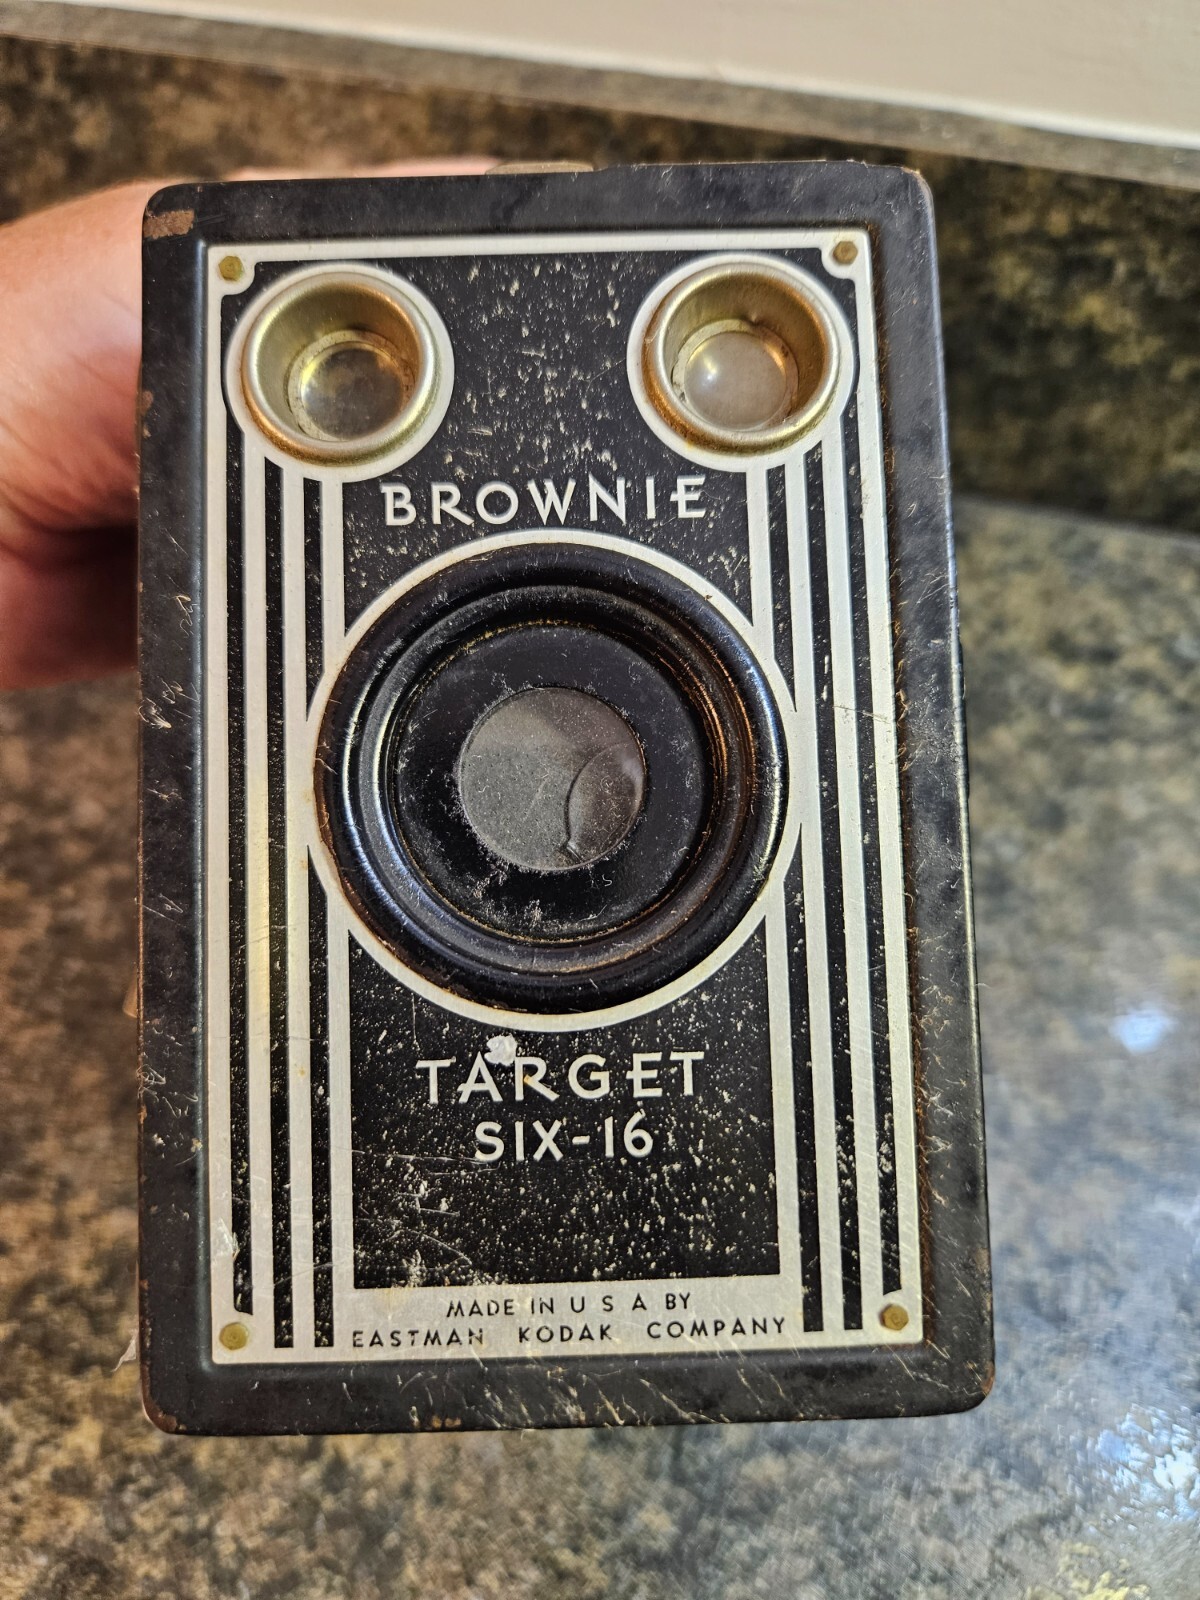 BROWNIE
TARGET
SIX-16
MADE IN U S A BY
EASTMAN KODAK COMPANY